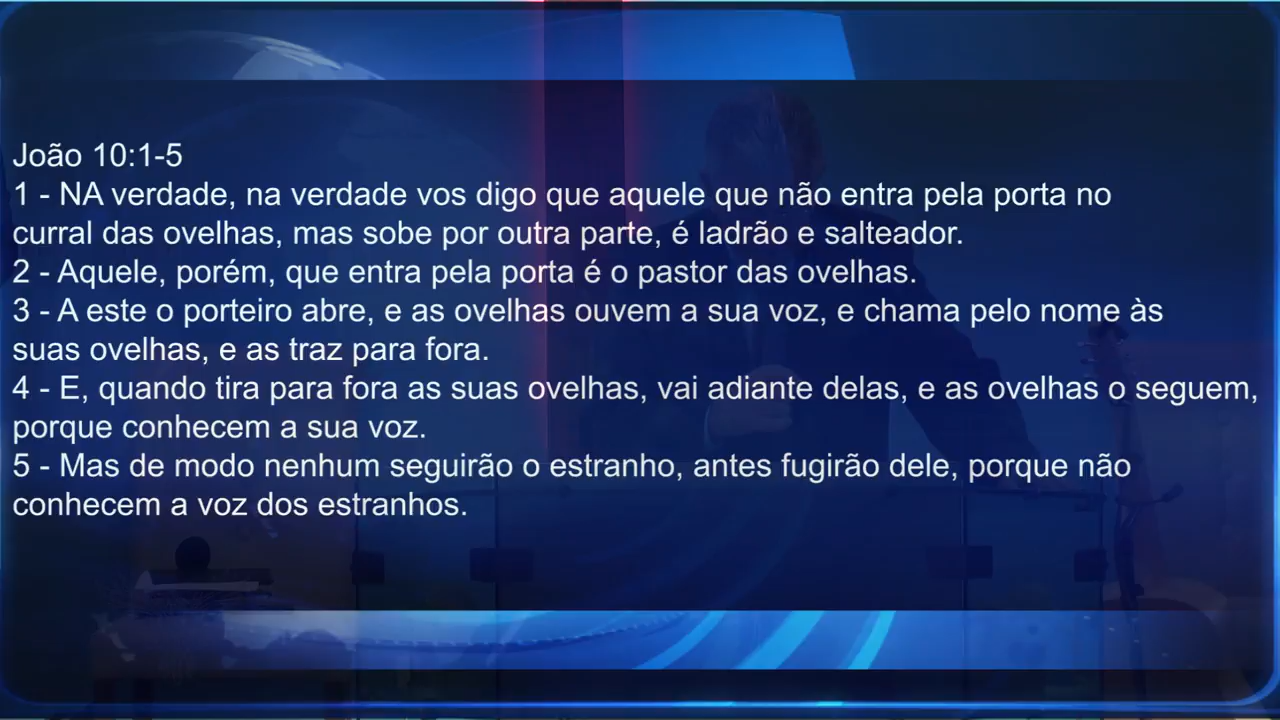 João 10:1-5
1 - NA verdade, na verdade vos digo que aquele que não entra pela porta no
curral das ovelhas, mas sobe por outra parte, é ladrão e salteador.
2 - Aquele, porém, que entra pela porta é o pastor das ovelhas.
3 - A este o porteiro abre, e as ovelhas ouvem a sua voz, e chama pelo nome às
suas ovelhas, e as traz para fora.
4 - E, quando tira para fora as suas ovelhas, vai adiante delas, e as ovelhas o seguem,
porque conhecem a sua voz.
5 - Mas de modo nenhum seguirão o estranho, antes fugirão dele, porque não
conhecem a voz dos estranhos.